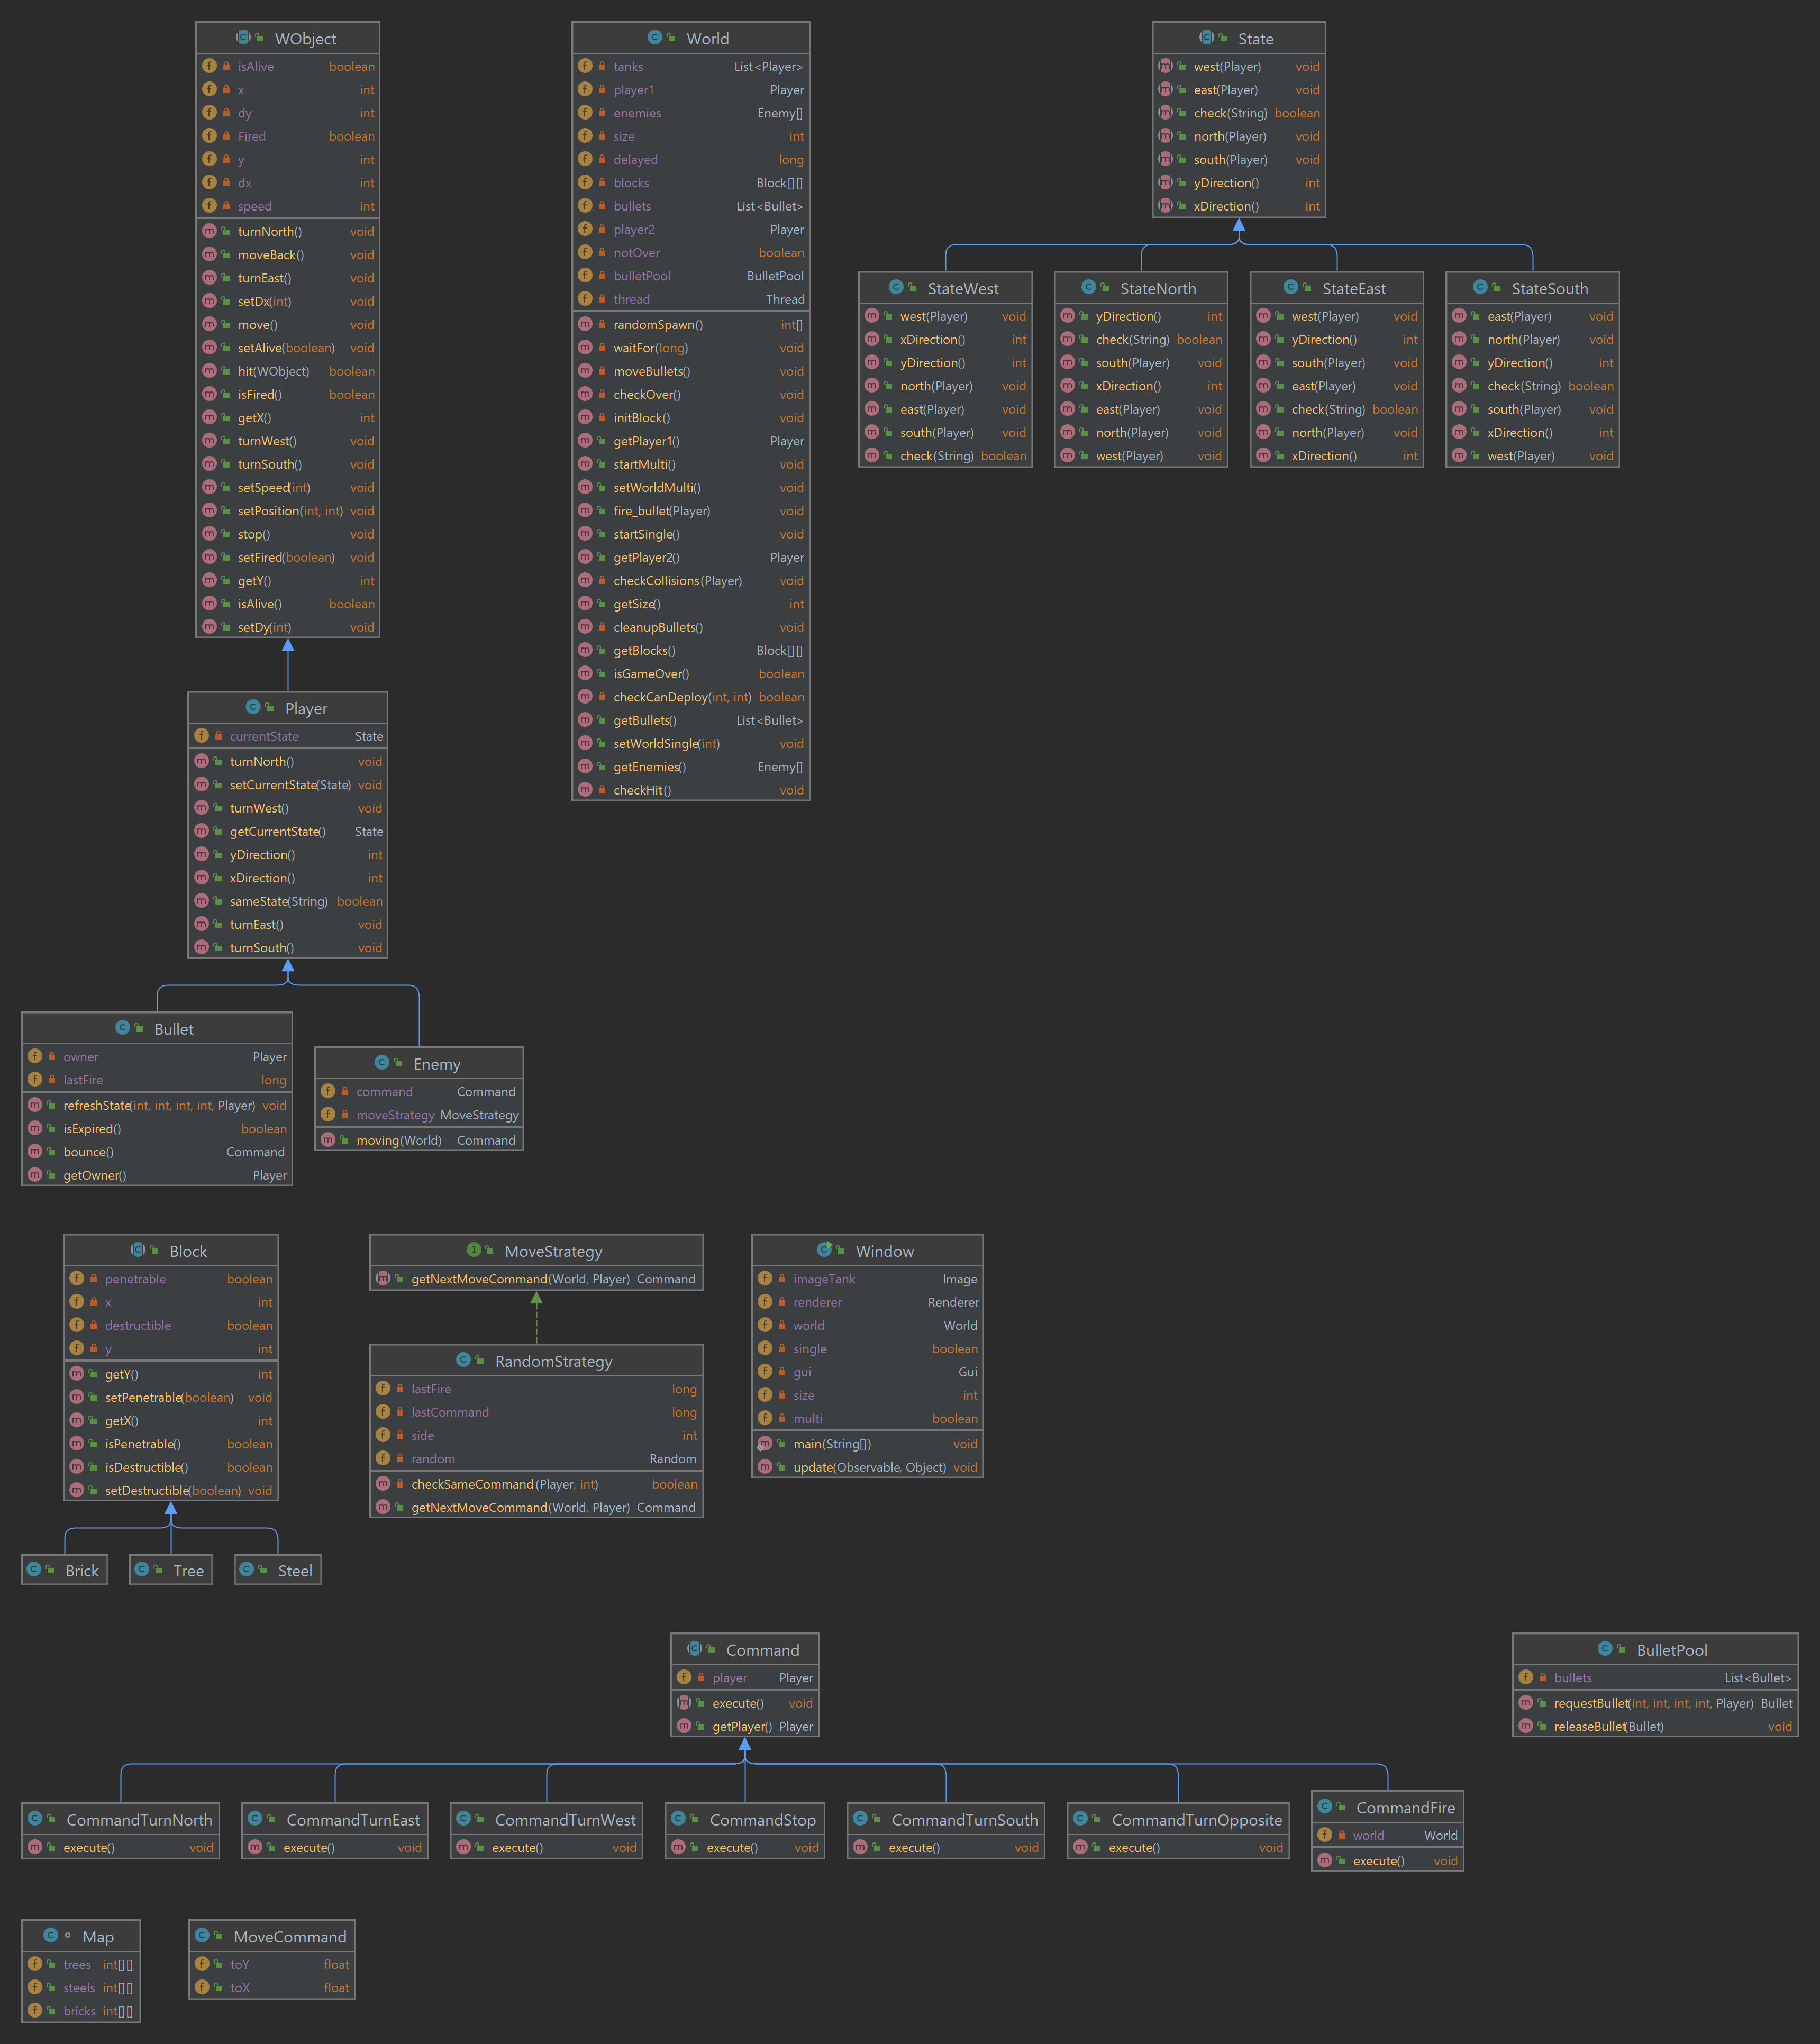 WObject
isAlive boolean
x int
dy int
Fired boolean
y int
dx int
speed int
turnNorth() void
moveBack() void
turnEast() void
setDx(int) void
move() void
setAlive(boolean) void
hit(WObject) boolean
isFired() boolean
getX() int
turnWest() void
turnSouth() void
setSpeed(int) void
setPosition(int, int) void
stop() void
setFired(boolean) void
getY() int
isAlive() boolean
setDy(int) void
World
tanks List<Player>
player1 Player
enemies Enemy[]
size int
delayed long
blocks Block[][]
bullets List<Bullet>
player2 Player
notOver boolean
bulletPool BulletPool
thread Thread
randomSpawn() int[]
waitFor(long) void
moveBullets() void
checkOver() void
initBlock() void
getPlayer1() Player
startMulti() void
setWorldMulti() void
fire_bullet(Player) void
startSingle() void
getPlayer2() Player
checkCollisions(Player) void
getSize() int
cleanupBullets() void
getBlocks() Block[][]
isGameOver() boolean
checkCanDeploy(int, int) boolean
getBullets() List<Bullet>
setWorldSingle(int) void
getEnemies() Enemy[]
checkHit() void
State
west(Player) void
east(Player) void
check(String) boolean
north(Player) void
south(Player) void
yDirection() int
xDirection() int
StateWest
west(Player) void
xDirection() int
yDirection() int
north(Player) void
east(Player) void
south(Player) void
check(String) boolean
StateNorth
yDirection() int
check(String) boolean
south(Player) void
xDirection() int
east(Player) void
north(Player) void
west(Player) void
StateEast
west(Player) void
yDirection() int
south(Player) void
east(Player) void
check(String) boolean
north(Player) void
xDirection() int
StateSouth
east(Player) void
north(Player) void
yDirection() int
check(String) boolean
south(Player) void
xDirection() int
west(Player) void
Player
currentState State
turnNorth() void
setCurrentState(State) void
turnWest() void
getCurrentState() State
yDirection() int
xDirection() int
sameState(String) boolean
turnEast() void
turnSouth() void
Bullet
owner Player
lastFire long
refreshState(int, int, int, int, Player) void
isExpired() boolean
bounce() Command
getOwner() Player
Enemy
command Command
moveStrategy MoveStrategy
moving(World) Command
Block
penetrable boolean
x int
destructible boolean
y int
getY() int
setPenetrable(boolean) void
getX() int
isPenetrable() boolean
isDestructible() boolean
setDestructible(boolean) void
Brick
Tree
Steel
MoveStrategy
getNextMoveCommand(World, Player) Command
RandomStrategy
lastFire long
lastCommand long
side int
random Random
checkSameCommand(Player, int) boolean
getNextMoveCommand(World, Player) Command
Window
imageTank Image
renderer Renderer
world World
single boolean
gui Gui
size int
multi boolean
main(String[]) void
update(Observable, Object) void
Command
player Player
execute() void
getPlayer() Player
BulletPool
bullets List<Bullet>
requestBullet(int, int, int, int, Player) Bullet
releaseBullet(Bullet) void
CommandTurnNorth
execute() void
CommandTurnEast
execute() void
CommandTurnWest
execute() void
CommandStop
execute() void
CommandTurnSouth
execute() void
CommandTurnOpposite
execute() void
CommandFire
world World
execute() void
Map
trees int[][]
steels int[][]
bricks int[][]
MoveCommand
toY float
toX float